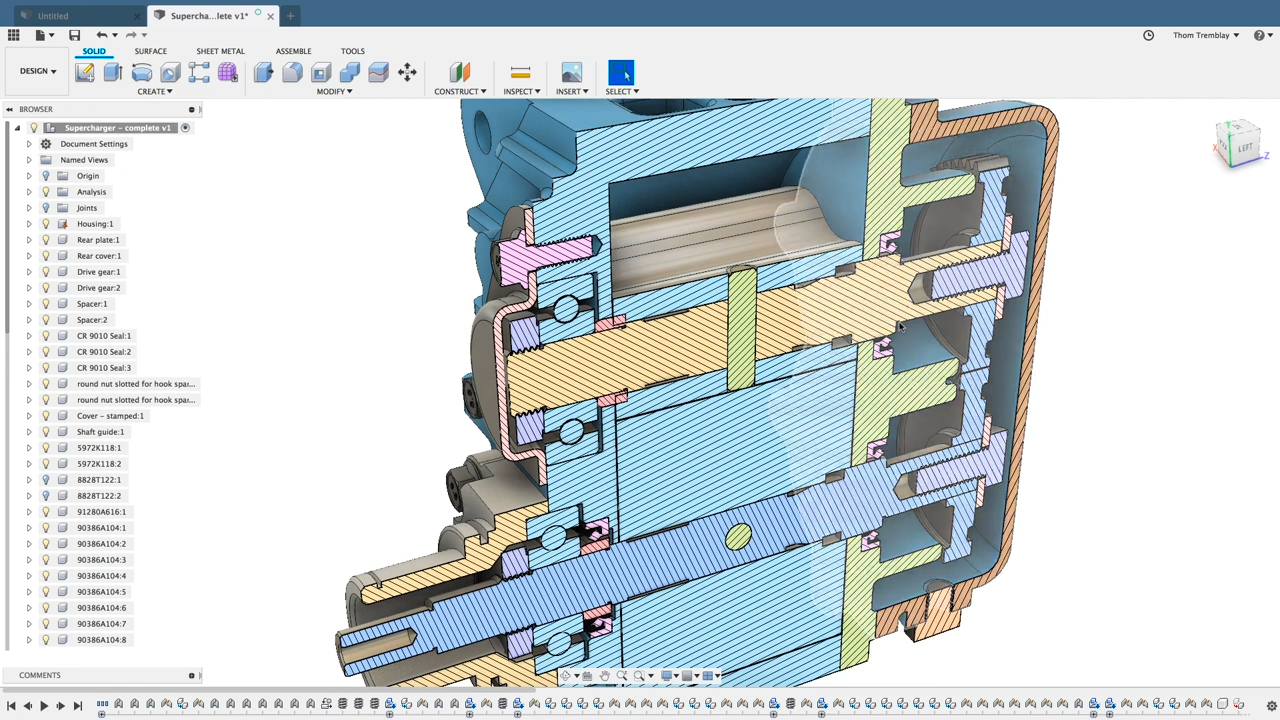 Untitled
Supercha...lete v1*
Thom Tremblay
SOLID
SURFACE
SHEET METAL
ASSEMBLE
TOOLS
DESIGN
CREATE
MODIFY
CONSTRUCT
INSPECT
INSERT
SELECT
BROWSER
Supercharger - complete v1
Document Settings
Named Views
Origin
Analysis
Joints
Housing:1
Rear plate:1
Rear cover:1
Drive gear:1
Drive gear:2
Spacer:1
Spacer:2
CR 9010 Seal:1
CR 9010 Seal:2
CR 9010 Seal:3
round nut slotted for hook spa...
round nut slotted for hook spa...
Cover - stamped:1
Shaft guide:1
5972K118:1
5972K118:2
8828T122:1
8828T122:2
91280A616:1
90386A104:1
90386A104:2
90386A104:3
90386A104:4
90386A104:5
90386A104:6
90386A104:7
90386A104:8
COMMENTS
LEFT
X
Z